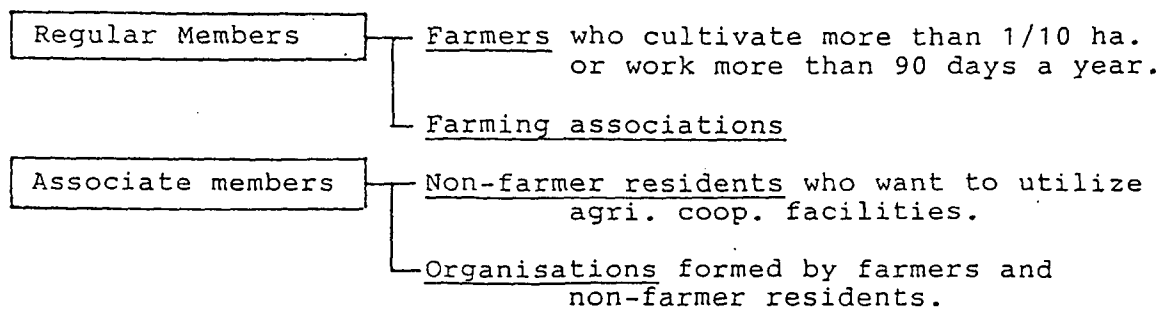 Regular Members
Farmers who cultivate more than 1/10 ha.
or work more than 90 days a year.
Farming associations
Associate members
Non-farmer residents who want to utilize
agri. coop. facilities.
Organisations formed by farmers and
non-farmer residents.